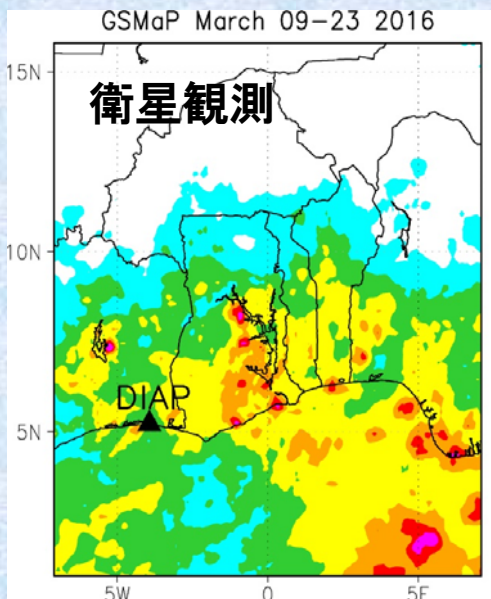 GSMaP March 09-23 2016
15N
衛星観測
10N
DIAP
5N
5W
0
5E